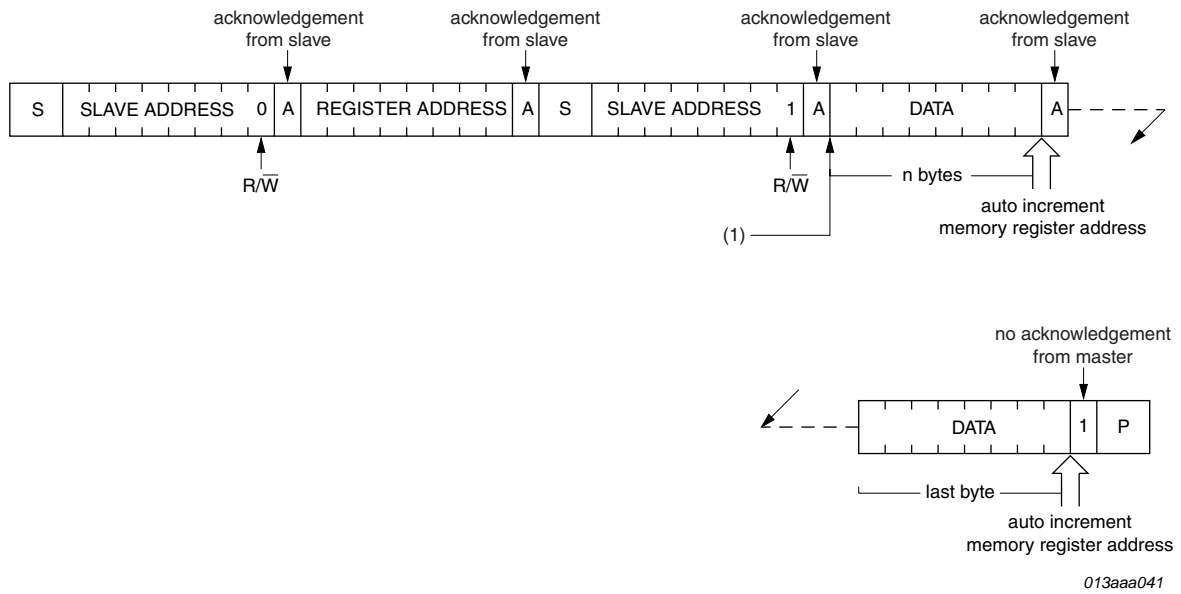 acknowledgement
from slave
acknowledgement
from slave
acknowledgement
from slave
acknowledgement
from slave
S SLAVE ADDRESS 0 A REGISTER ADDRESS A S SLAVE ADDRESS 1 A DATA A
R/W̅
R/W̅
n bytes
auto increment
memory register address
(1)
no acknowledgement
from master
DATA 1 P
last byte
auto increment
memory register address
013aaa041